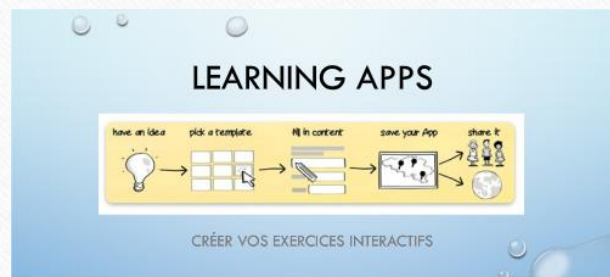 LEARNING APPS
have an idea pick a template fill in content save your App share it
CRÉER VOS EXERCICES INTERACTIFS